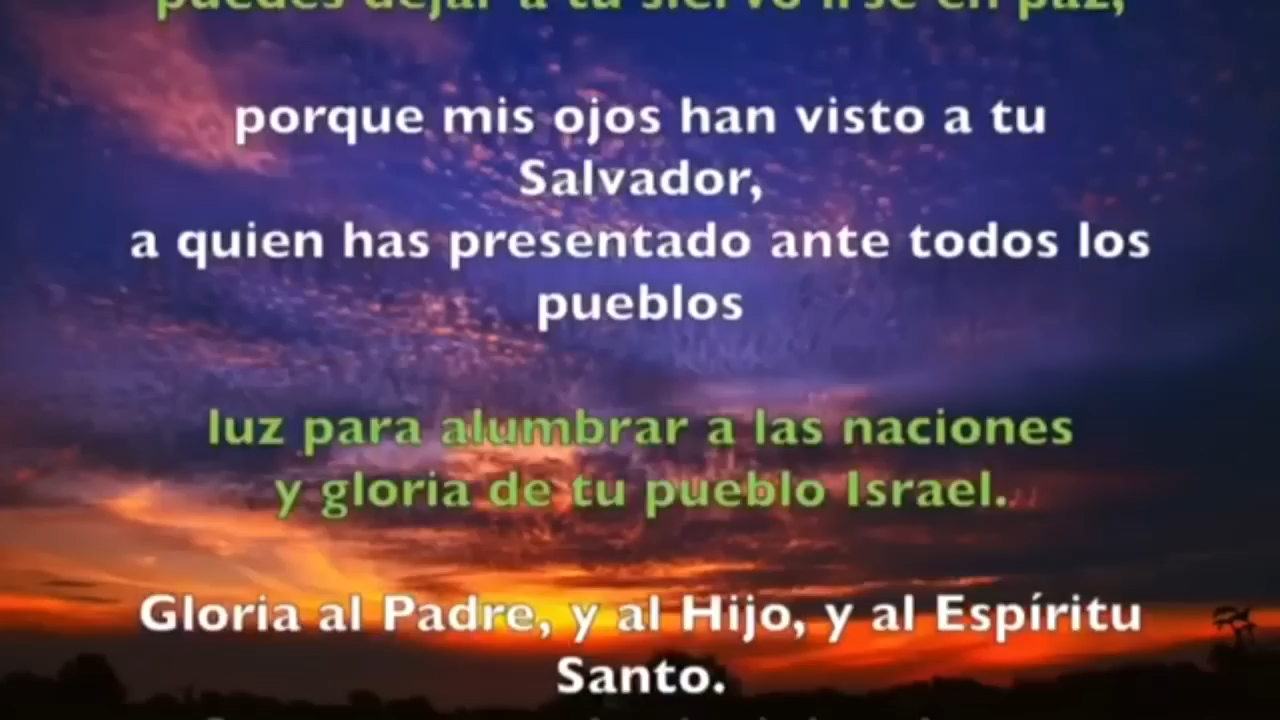 puedes dejar a tu siervo irse en paz,
porque mis ojos han visto a tu
Salvador,
a quien has presentado ante todos los
pueblos
luz para alumbrar a las naciones
y gloria de tu pueblo Israel.
Gloria al Padre, y al Hijo, y al Espíritu
Santo.